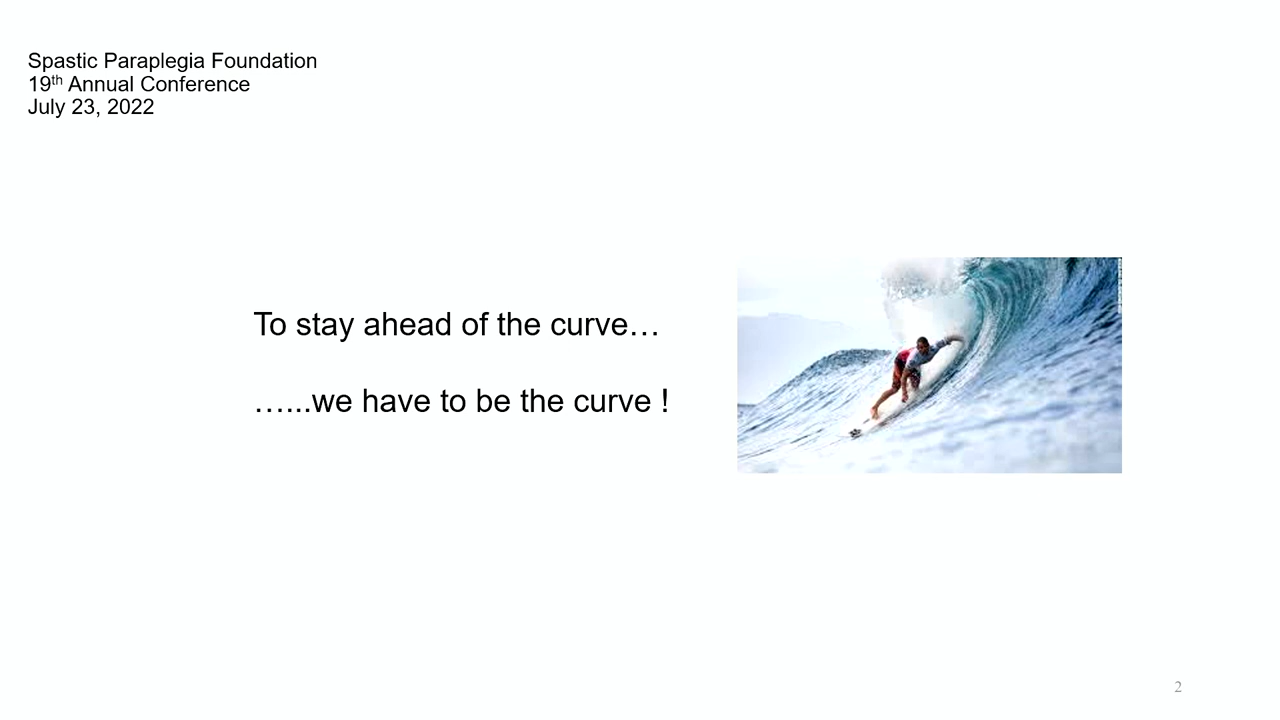 Spastic Paraplegia Foundation
19th Annual Conference
July 23, 2022
To stay ahead of the curve…
…...we have to be the curve !
2